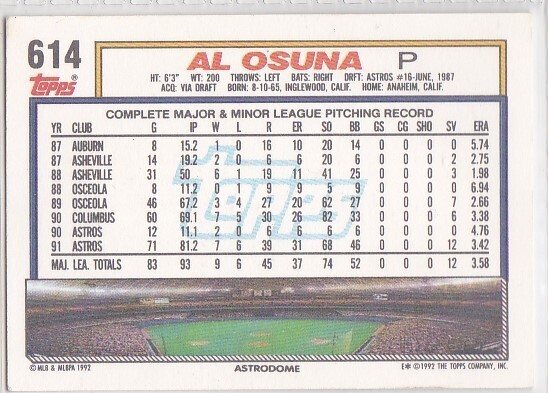 614 AL OSUNA P
Topps®
HT: 6'3" WT: 200 THROWS: LEFT BATS: RIGHT DRFT: ASTROS #16-JUNE, 1987
ACQ: VIA DRAFT BORN: 8-10-65, INGLEWOOD, CALIF. HOME: ANAHEIM, CALIF.
COMPLETE MAJOR & MINOR LEAGUE PITCHING RECORD
YR CLUB G IP W L R ER SO BB GS CG SHO SV ERA
87 AUBURN 8 15.2 1 0 16 10 20 14 0 0 0 0 5.74
87 ASHEVILLE 14 19.2 2 0 6 6 20 6 0 0 0 2 2.75
88 ASHEVILLE 31 50 6 1 19 11 41 25 0 0 0 3 1.98
88 OSCEOLA 8 11.2 0 1 9 9 5 9 0 0 0 0 6.94
89 OSCEOLA 46 67.2 3 4 27 20 62 27 0 0 0 7 2.66
90 COLUMBUS 60 69.1 7 5 30 26 82 33 0 0 0 6 3.38
90 ASTROS 12 11.1 2 0 6 6 6 6 0 0 0 0 4.76
91 ASTROS 71 81.2 7 6 39 31 68 46 0 0 0 12 3.42
MAJ. LEA. TOTALS 83 93 9 6 45 37 74 52 0 0 0 12 3.58
Topps
© MLB & MLBPA 1992 ASTRODOME E* © 1992 THE TOPPS COMPANY, INC.